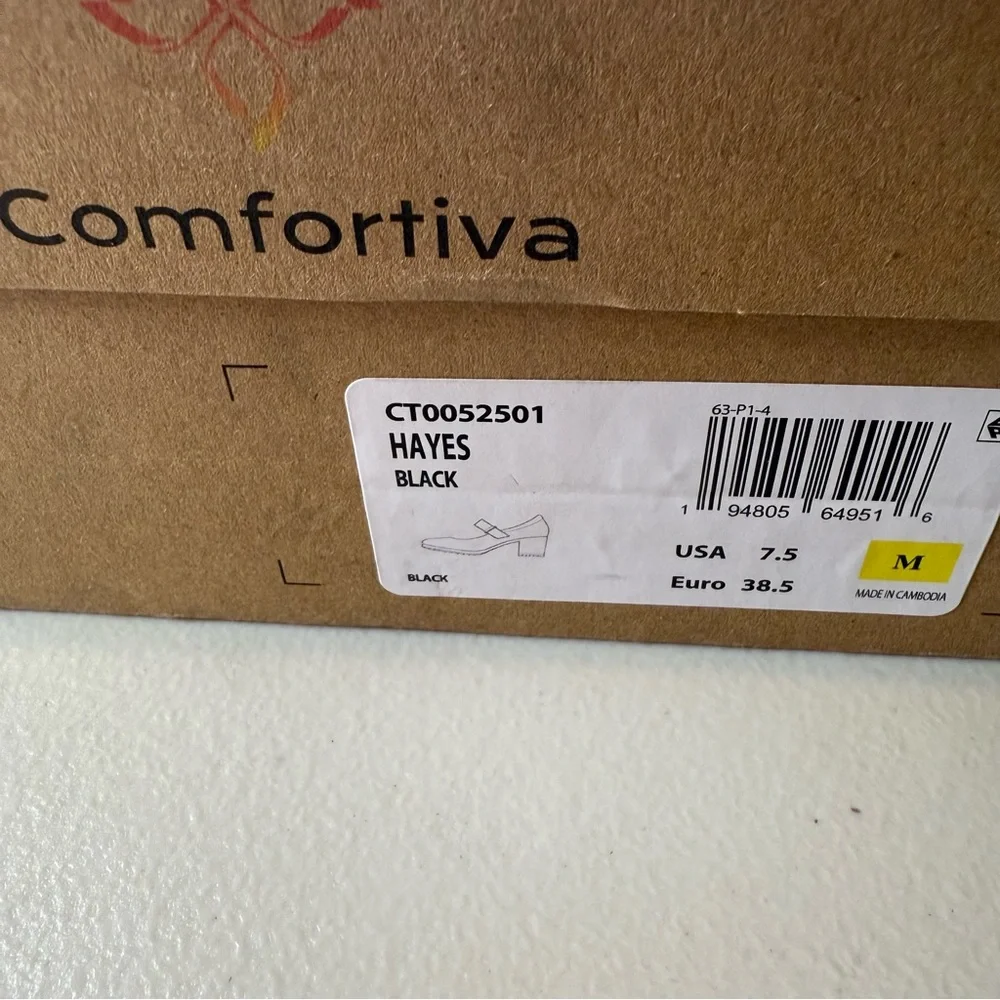 Comfortiva
CT0052501
HAYES
BLACK
BLACK
63-P1-4
1 94805 64951 6
USA 7.5
Euro 38.5
M
MADE IN CAMBODIA